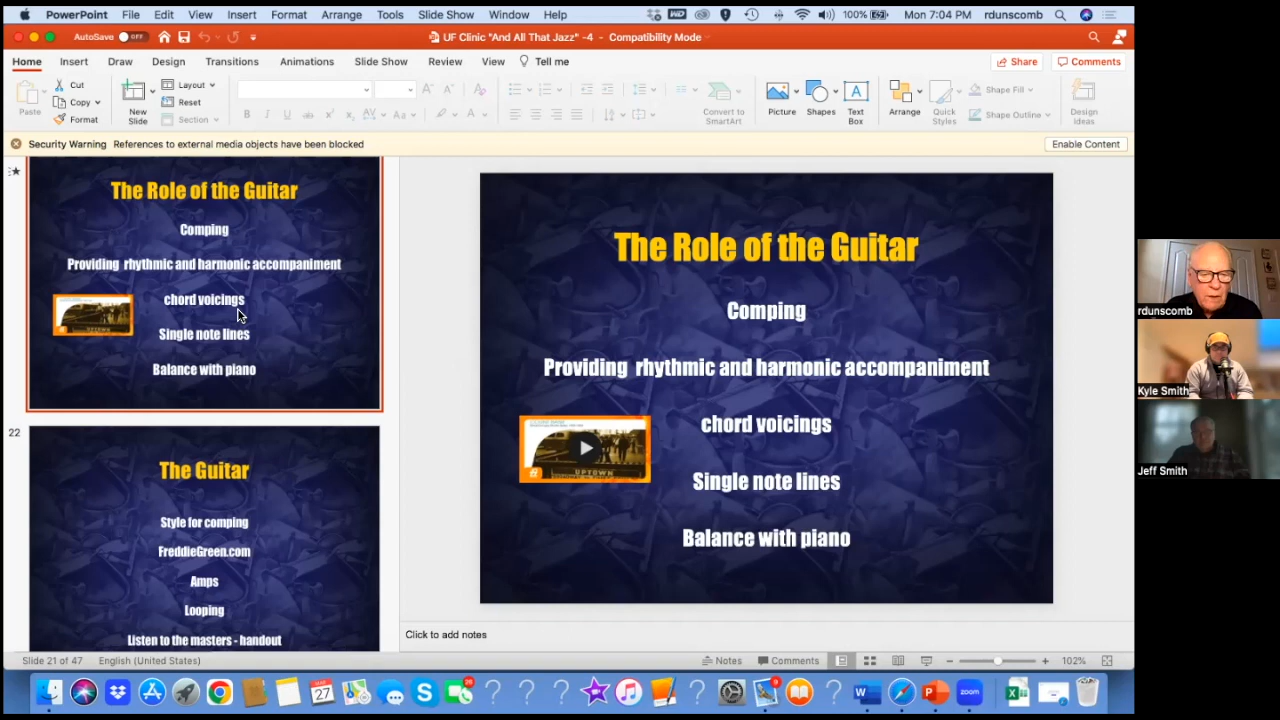 PowerPoint File Edit View Insert Format Arrange Tools Slide Show Window Help 100% Mon 7:04 PM rdunscomb
AutoSave OFF UF Clinic "And All That Jazz" -4 - Compatibility Mode
Home Insert Draw Design Transitions Animations Slide Show Review View Tell me Share Comments
Paste Cut Copy Format New Slide Layout Reset Section Convert to SmartArt Picture Shapes Text Box Arrange Quick Styles Shape Fill Shape Outline Design Ideas
Security Warning References to external media objects have been blocked Enable Content
The Role of the Guitar
Comping
Providing rhythmic and harmonic accompaniment
chord voicings
Single note lines
Balance with piano
22
The Guitar
Style for comping
FreddieGreen.com
Amps
Looping
Listen to the masters - handout
The Role of the Guitar
Comping
Providing rhythmic and harmonic accompaniment
chord voicings
UPTOWN
Single note lines
Balance with piano
Click to add notes
Slide 21 of 47 English (United States) Notes Comments 102%
rdunscomb
Kyle Smith
Jeff Smith
MAR
27
zoom